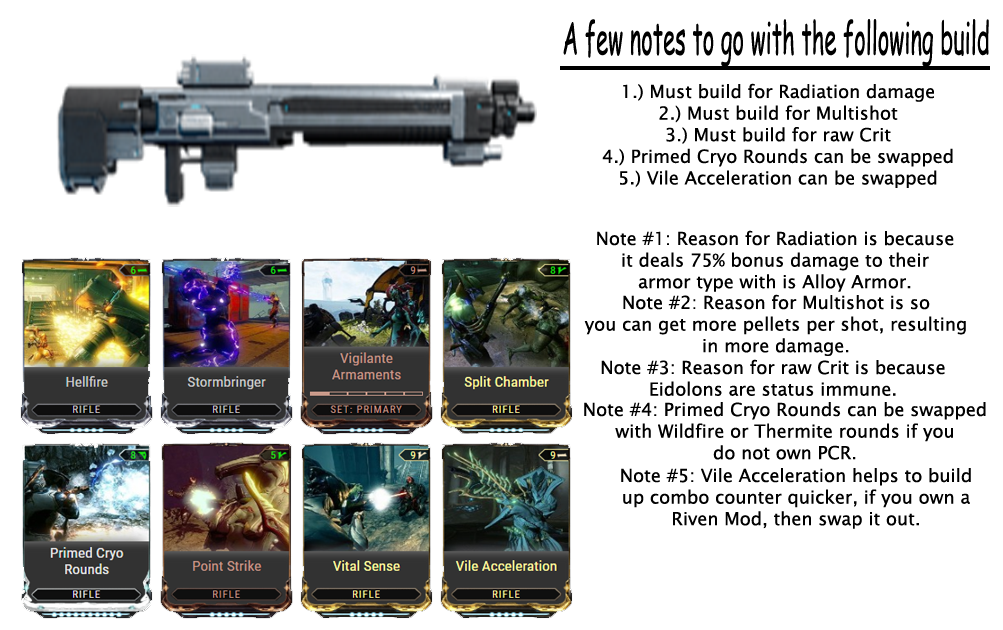 A few notes to go with the following build
1.) Must build for Radiation damage
2.) Must build for Multishot
3.) Must build for raw Crit
4.) Primed Cryo Rounds can be swapped
5.) Vile Acceleration can be swapped
Note #1: Reason for Radiation is because
it deals 75% bonus damage to their
armor type with is Alloy Armor.
Note #2: Reason for Multishot is so
you can get more pellets per shot, resulting
in more damage.
Note #3: Reason for raw Crit is because
Eidolons are status immune.
Note #4: Primed Cryo Rounds can be swapped
with Wildfire or Thermite rounds if you
do not own PCR.
Note #5: Vile Acceleration helps to build
up combo counter quicker, if you own a
Riven Mod, then swap it out.
6
Hellfire
RIFLE
6
Stormbringer
RIFLE
9
Vigilante
Armaments
SET: PRIMARY
8
Split Chamber
RIFLE
8
Primed Cryo
Rounds
RIFLE
5
Point Strike
RIFLE
9
Vital Sense
RIFLE
9
Vile Acceleration
RIFLE